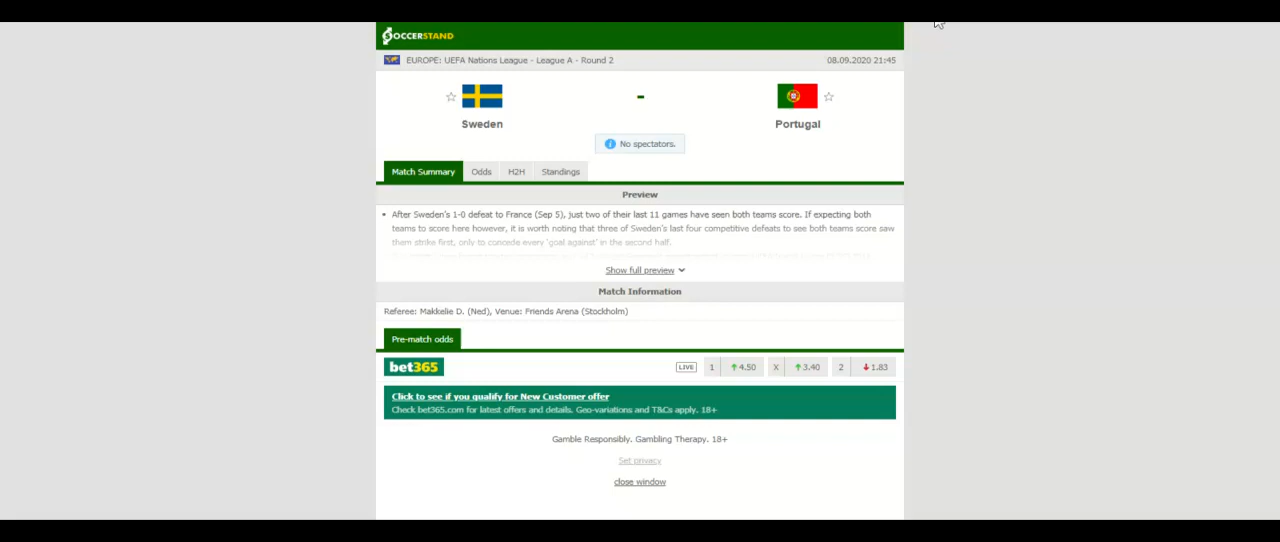 SOCCERSTAND
EUROPE: UEFA Nations League - League A - Round 2 08.09.2020 21:45
-
Sweden Portugal
No spectators.
Match Summary Odds H2H Standings
Preview
After Sweden's 1-0 defeat to France (Sep 5), just two of their last 11 games have seen both teams score. If expecting both
teams to score here however, it is worth noting that three of Sweden's last four competitive defeats to see both teams score saw
them strike first, only to concede every 'goal against' in the second half.
Show full preview
Match Information
Referee: Makkelie D. (Ned), Venue: Friends Arena (Stockholm)
Pre-match odds
bet365 LIVE 1 4.50 X 3.40 2 1.83
Click to see if you qualify for New Customer offer
Check bet365.com for latest offers and details. Geo-variations and T&Cs apply. 18+
Gamble Responsibly. Gambling Therapy. 18+
Set privacy
close window